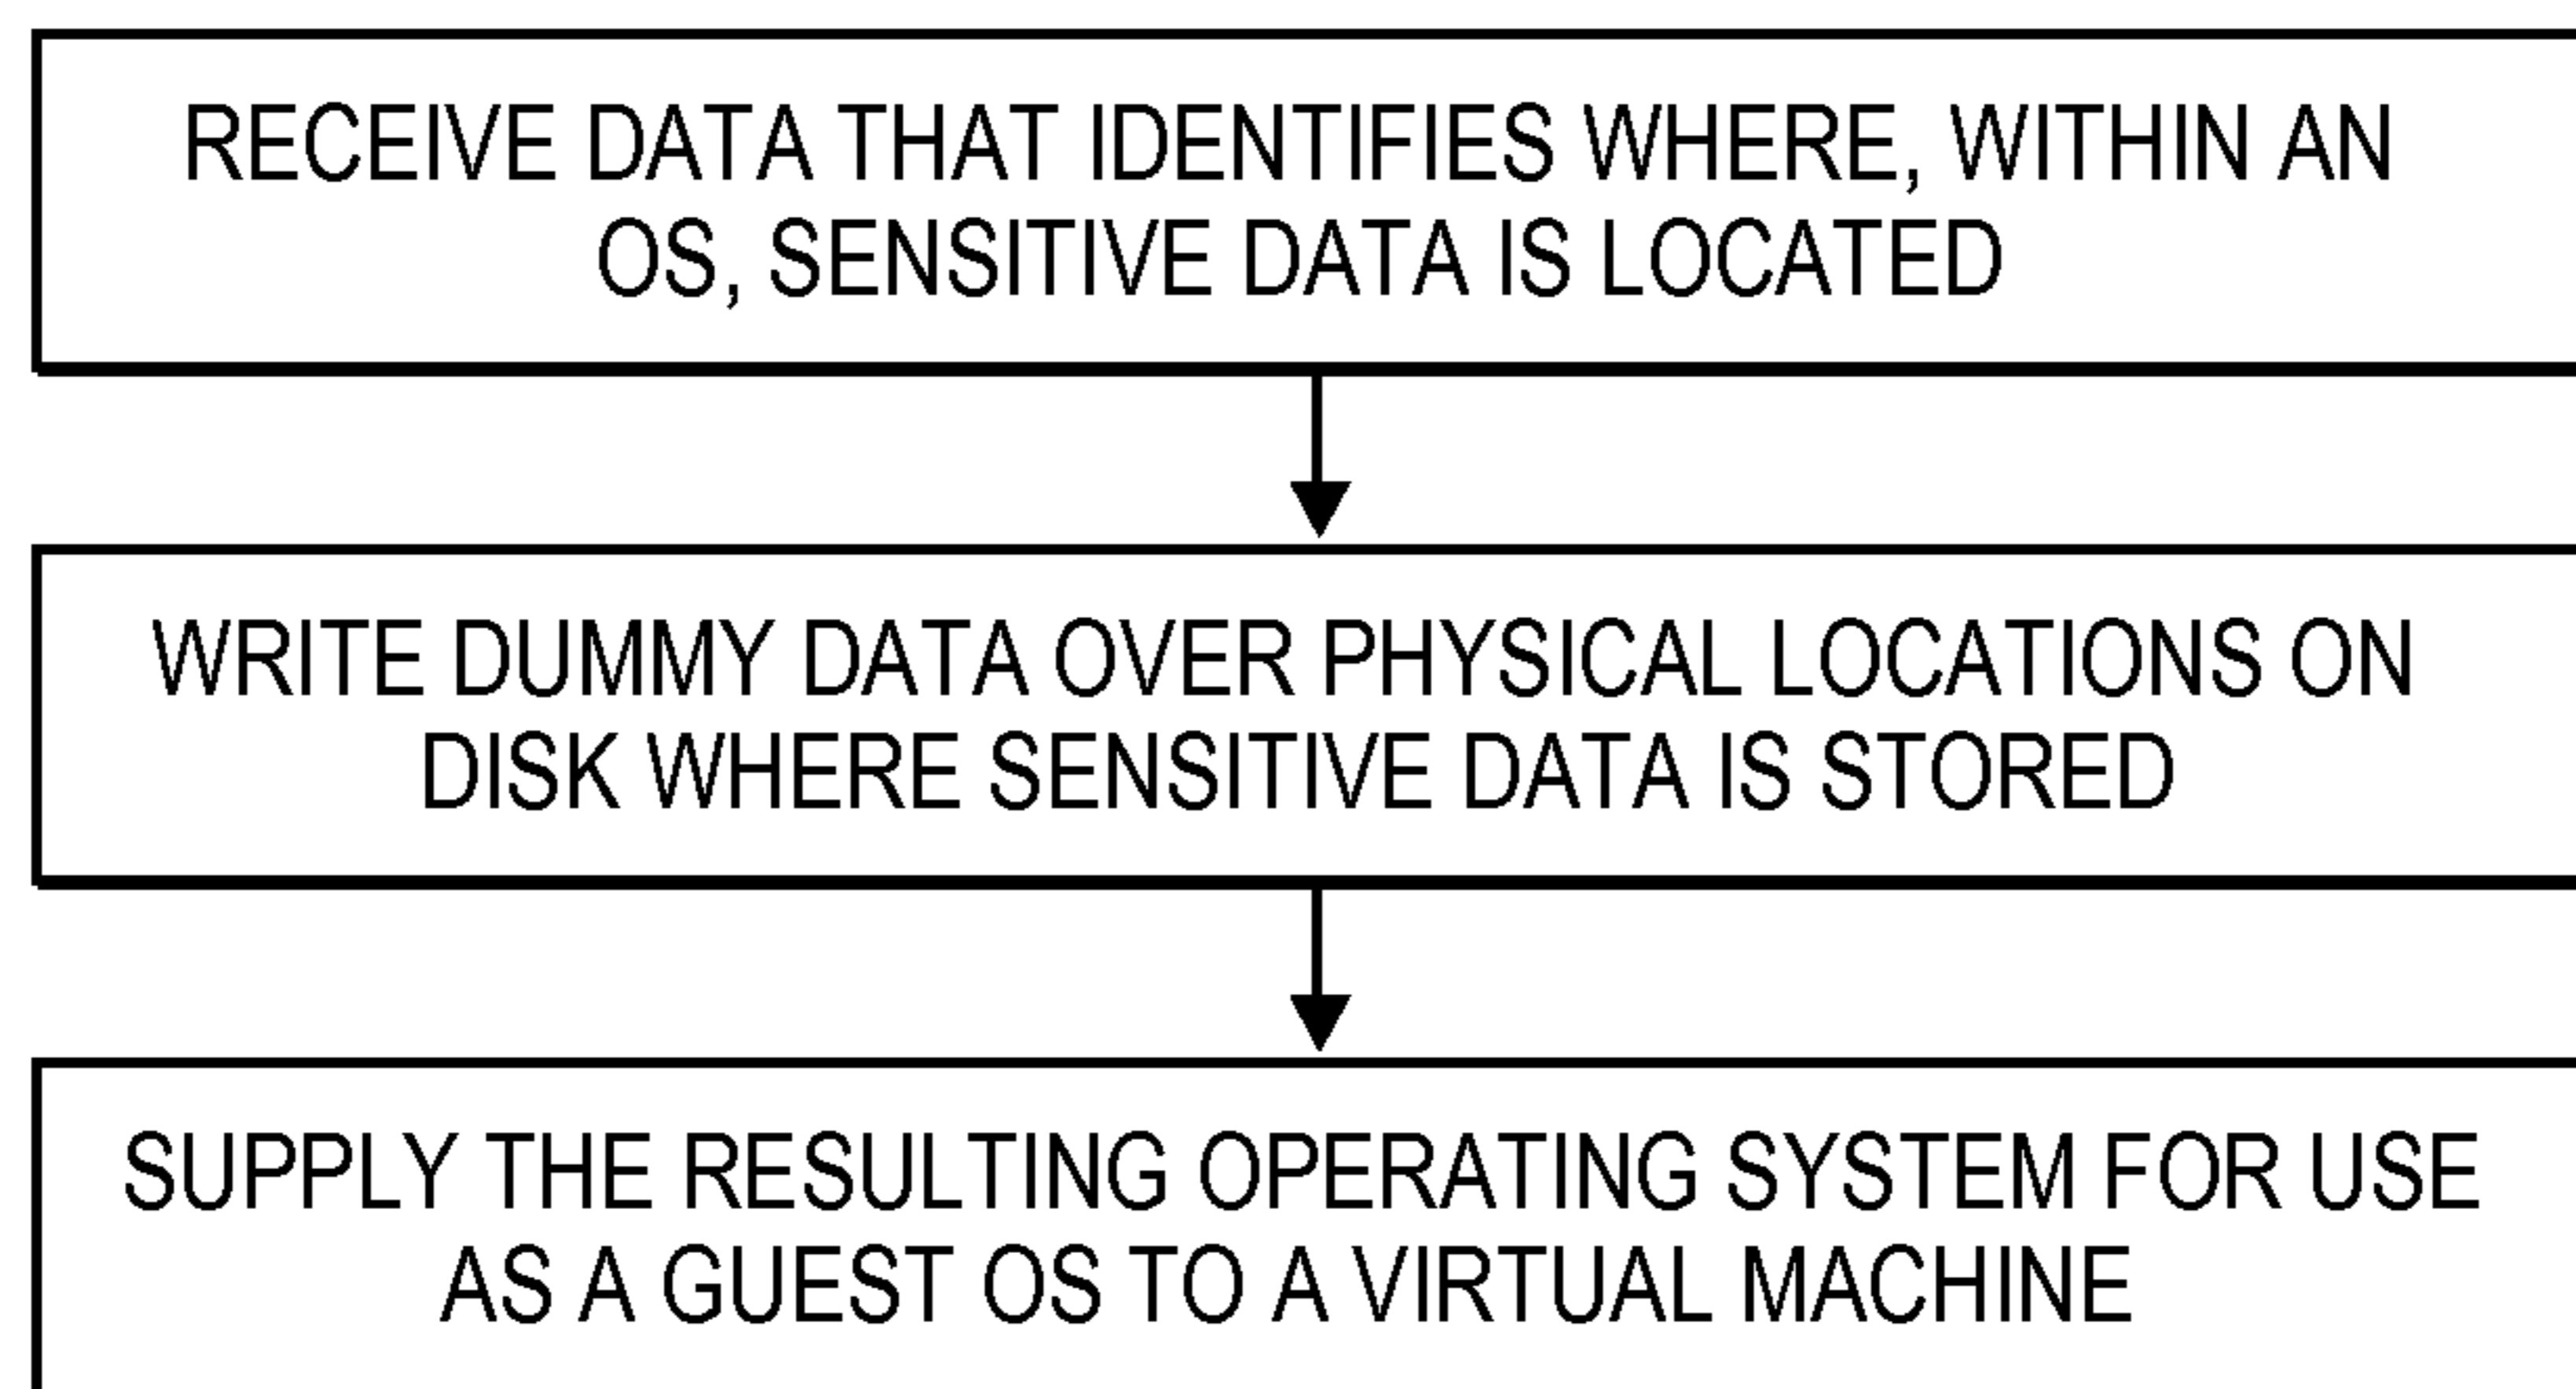 RECEIVE DATA THAT IDENTIFIES WHERE, WITHIN AN
OS, SENSITIVE DATA IS LOCATED
WRITE DUMMY DATA OVER PHYSICAL LOCATIONS ON
DISK WHERE SENSITIVE DATA IS STORED
SUPPLY THE RESULTING OPERATING SYSTEM FOR USE
AS A GUEST OS TO A VIRTUAL MACHINE